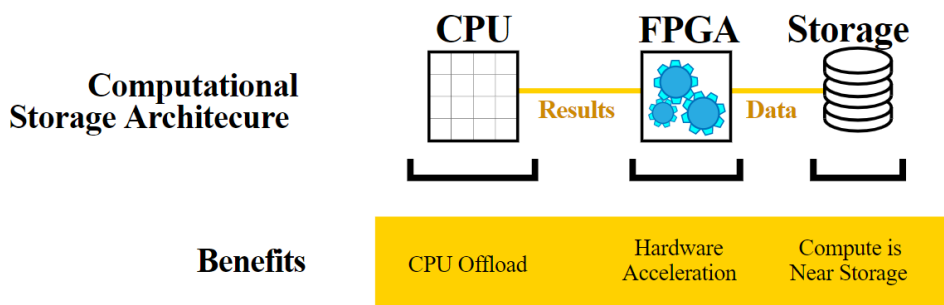 CPU
FPGA
Storage
Computational
Storage Architecure
Results
Data
Benefits
CPU Offload
Hardware
Acceleration
Compute is
Near Storage